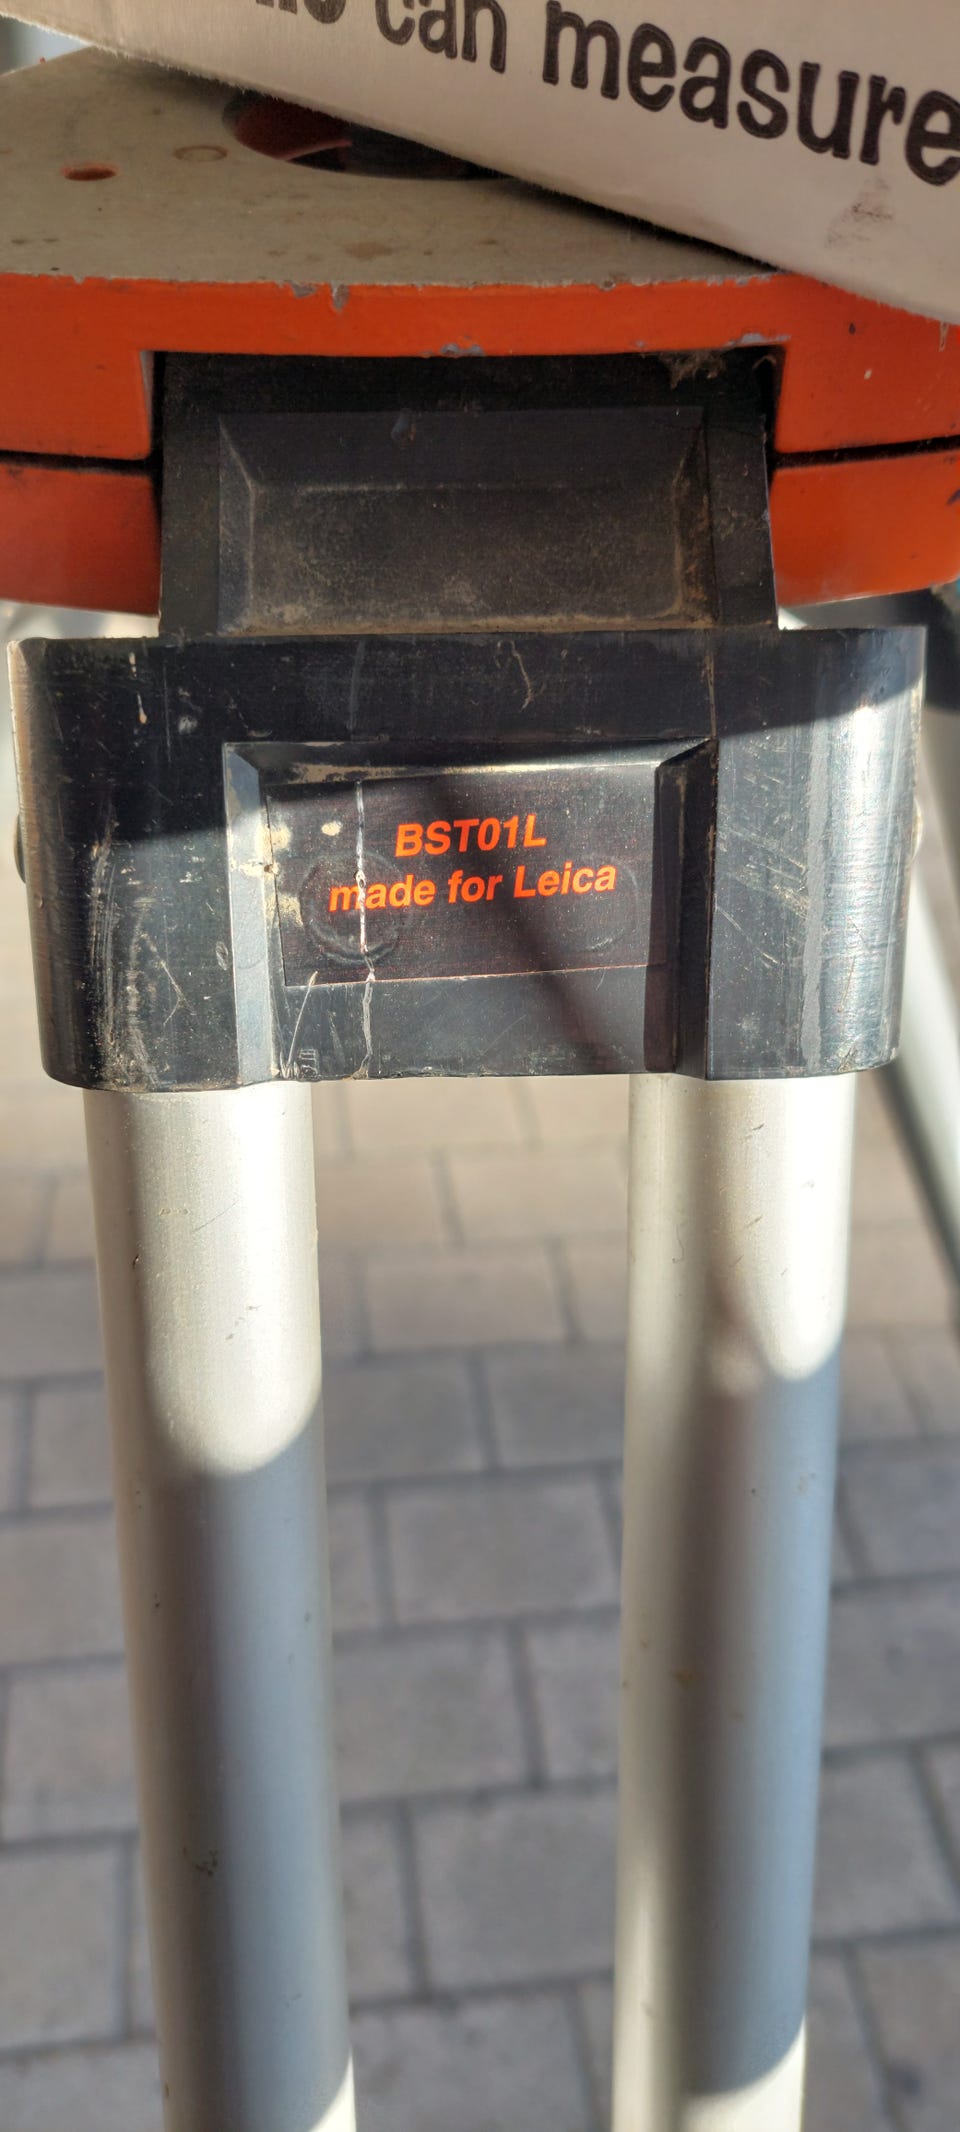 can measure
BST01L
made for Leica